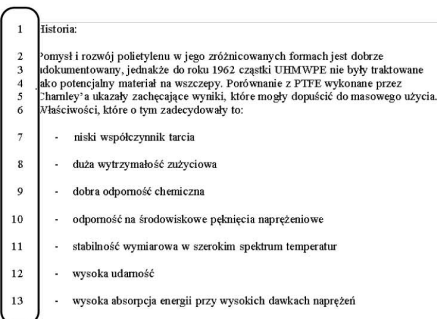 1 Historia:
2 Pomysł i rozwój polietylenu w jego zróżnicowanych formach jest dobrze
3 udokumentowany, jednakże do roku 1962 cząstki UHMWPE nie były traktowane
4 jako potencjalny materiał na wszczepy. Porównanie z PTFE wykonane przez
5 Charnley'a ukazały zachęcające wyniki, które mogły dopuścić do masowego użycia.
6 Właściwości, które o tym zadecydowały to:
7 - niski współczynnik tarcia
8 - duża wytrzymałość zużyciowa
9 - dobra odporność chemiczna
10 - odporność na środowiskowe pęknięcia naprężeniowe
11 - stabilność wymiarowa w szerokim spektrum temperatur
12 - wysoka udarność
13 - wysoka absorpcja energii przy wysokich dawkach naprężeń